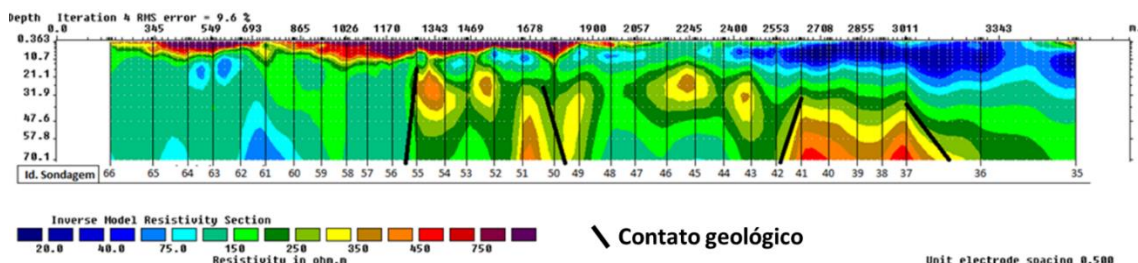 Depth Iteration 4 RMS error = 9.6 %
0.0 345 549 693 865 1026 1343 1469 1678 1900 2057 2245 2400 2553 2708 2855 3011 3343 m.
0.363
10.7
21.1
31.9
47.6
57.8
70.1
Id. Sondagem 66 65 64 63 62 61 60 59 58 57 56 55 54 53 52 51 50 49 48 47 46 45 44 43 42 41 40 39 38 37 36 35
Inverse Model Resistivity Section
20.0 40.0 75.0 150 250 350 450 750
Resistivity in ohm.m
Contato geológico
Unit electrode spacing 0.500